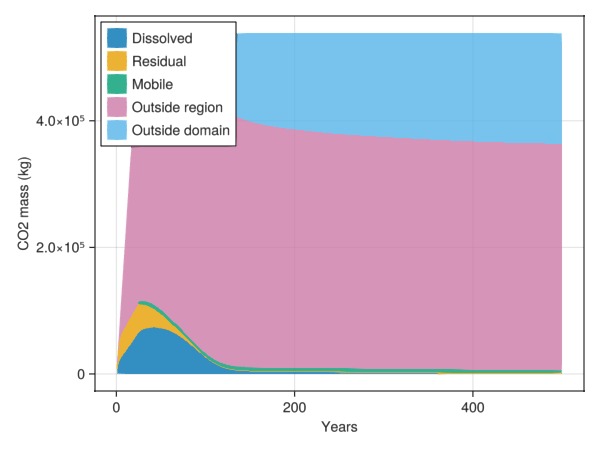 Dissolved
Residual
Mobile
Outside region
Outside domain
4.0×10⁵
2.0×10⁵
0
CO2 mass (kg)
0 200 400
Years